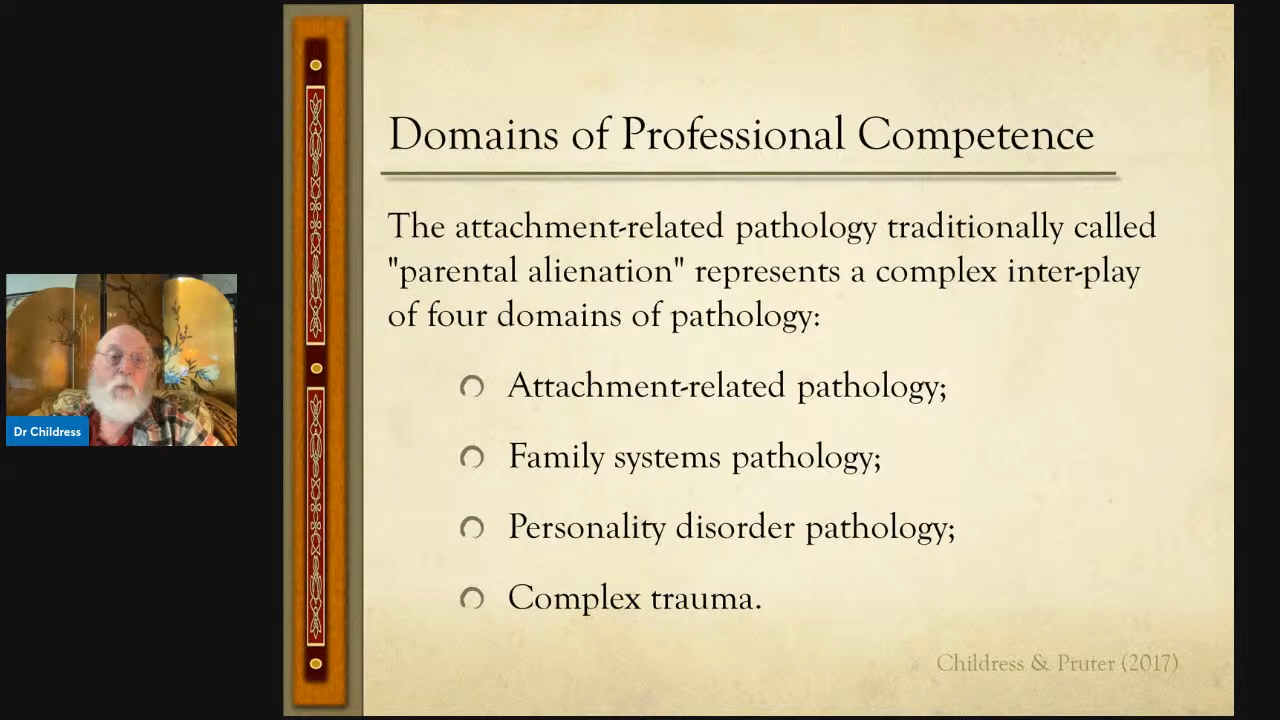 Domains of Professional Competence
The attachment-related pathology traditionally called
"parental alienation" represents a complex inter-play
of four domains of pathology:
Attachment-related pathology;
Family systems pathology;
Personality disorder pathology;
Complex trauma.
Childress & Pruter (2017)
Dr Childress